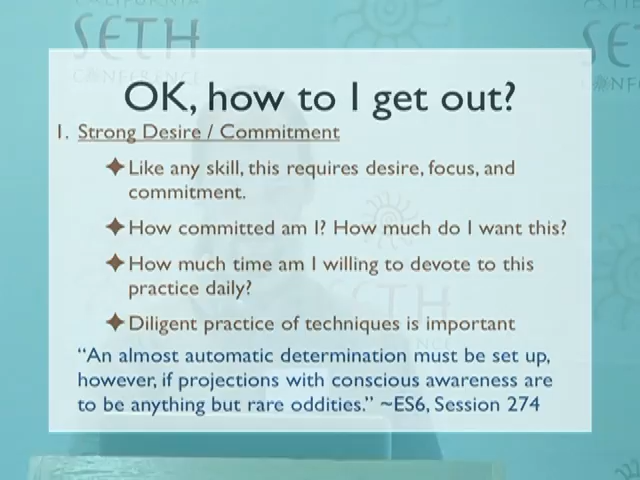 CALIFORNIA
SETH
CONFERENCE
OK, how to I get out?
1. Strong Desire / Commitment
Like any skill, this requires desire, focus, and
commitment.
How committed am I? How much do I want this?
How much time am I willing to devote to this
practice daily?
Diligent practice of techniques is important
"An almost automatic determination must be set up,
however, if projections with conscious awareness are
to be anything but rare oddities." ~ES6, Session 274